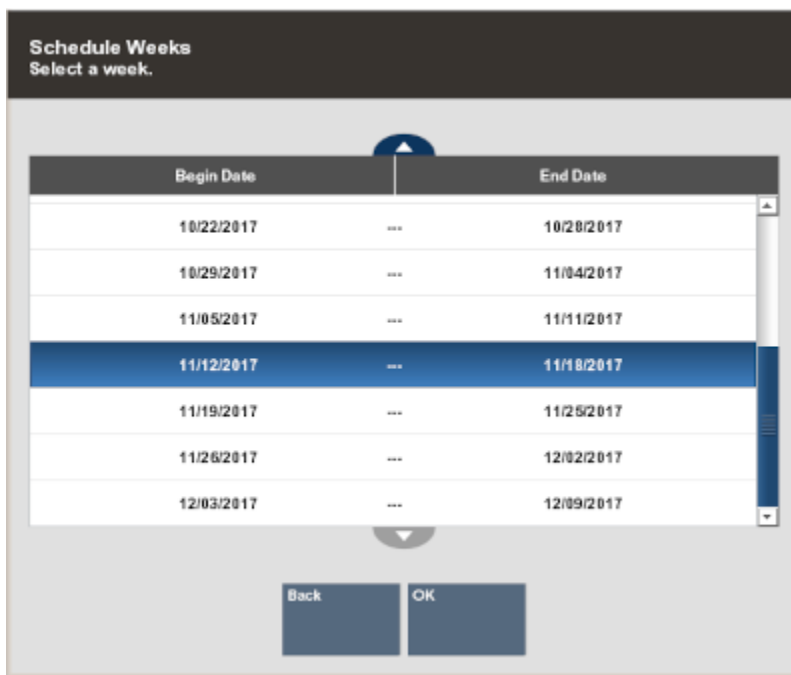 Schedule Weeks
Select a week.
Begin Date End Date
10/22/2017 --- 10/28/2017
10/29/2017 --- 11/04/2017
11/05/2017 --- 11/11/2017
11/12/2017 --- 11/18/2017
11/19/2017 --- 11/25/2017
11/26/2017 --- 12/02/2017
12/03/2017 --- 12/09/2017
Back OK